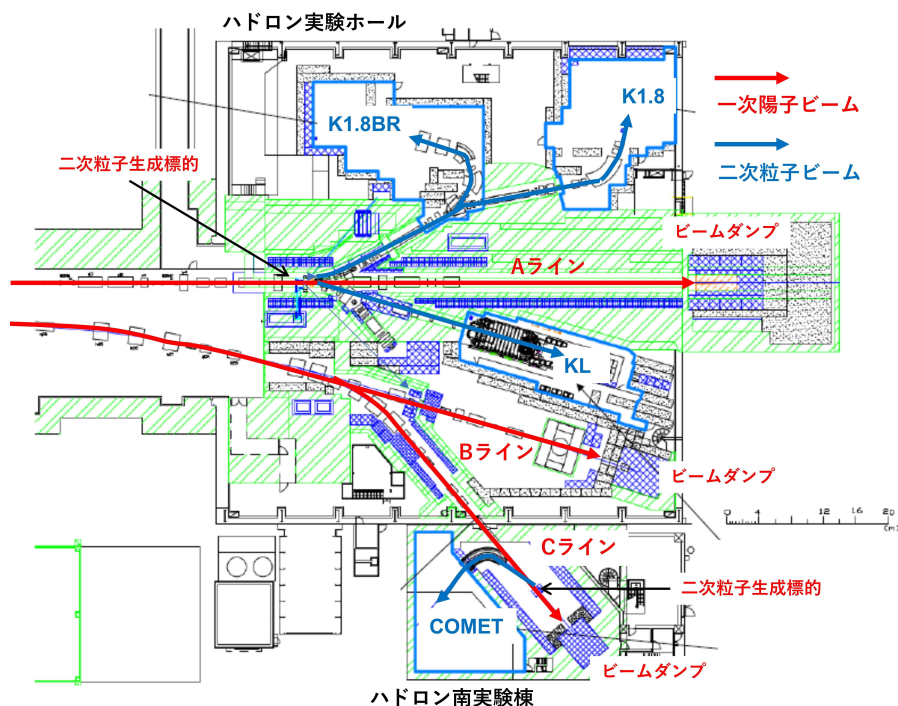 ハドロン実験ホール
K1.8BR
K1.8
一次陽子ビーム
二次粒子ビーム
二次粒子生成標的
ビームダンプ
Aライン
KL
Bライン
ビームダンプ
0 4 12 16 20
(m)
Cライン
二次粒子生成標的
COMET
ビームダンプ
ハドロン南実験棟